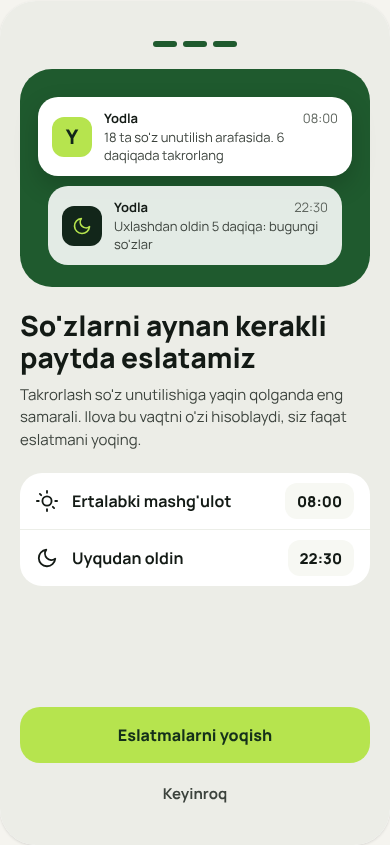 Y
Yodla
08:00
18 ta so'z unutilish arafasida. 6
daqiqada takrorlang
Yodla
22:30
Uxlashdan oldin 5 daqiqa: bugungi
so'zlar
So'zlarni aynan kerakli
paytda eslatamiz
Takrorlash so'z unutilishiga yaqin qolganda eng
samarali. Ilova bu vaqtni o'zi hisoblaydi, siz faqat
eslatmani yoqing.
Ertalabki mashg'ulot
08:00
Uyqudan oldin
22:30
Eslatmalarni yoqish
Keyinroq